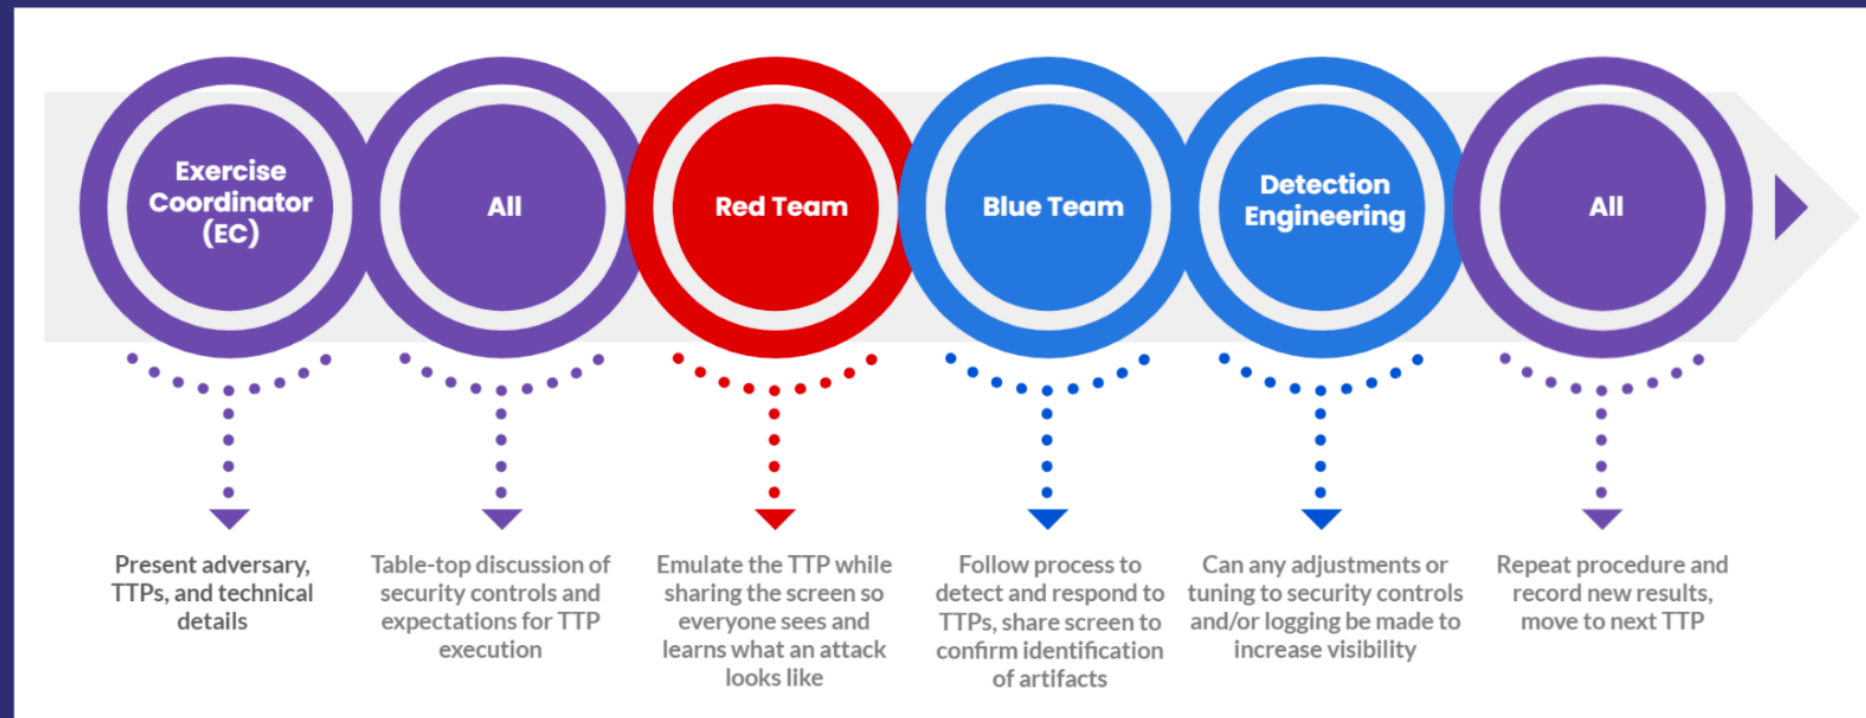 Exercise
Coordinator
(EC)
All
Red Team
Blue Team
Detection
Engineering
All
Present adversary,
TTPs, and technical
details
Table-top discussion of
security controls and
expectations for TTP
execution
Emulate the TTP while
sharing the screen so
everyone sees and
learns what an attack
looks like
Follow process to
detect and respond to
TTPs, share screen to
confirm identification
of artifacts
Can any adjustments or
tuning to security controls
and/or logging be made to
increase visibility
Repeat procedure and
record new results,
move to next TTP